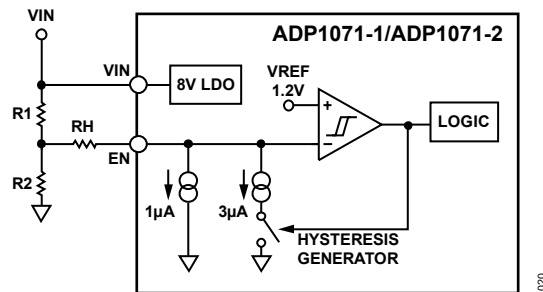 VIN
ADP1071-1/ADP1071-2
VIN
8V LDO
VREF
1.2V
+
–
LOGIC
R1
RH
EN
R2
1µA
3µA
HYSTERESIS
GENERATOR
020